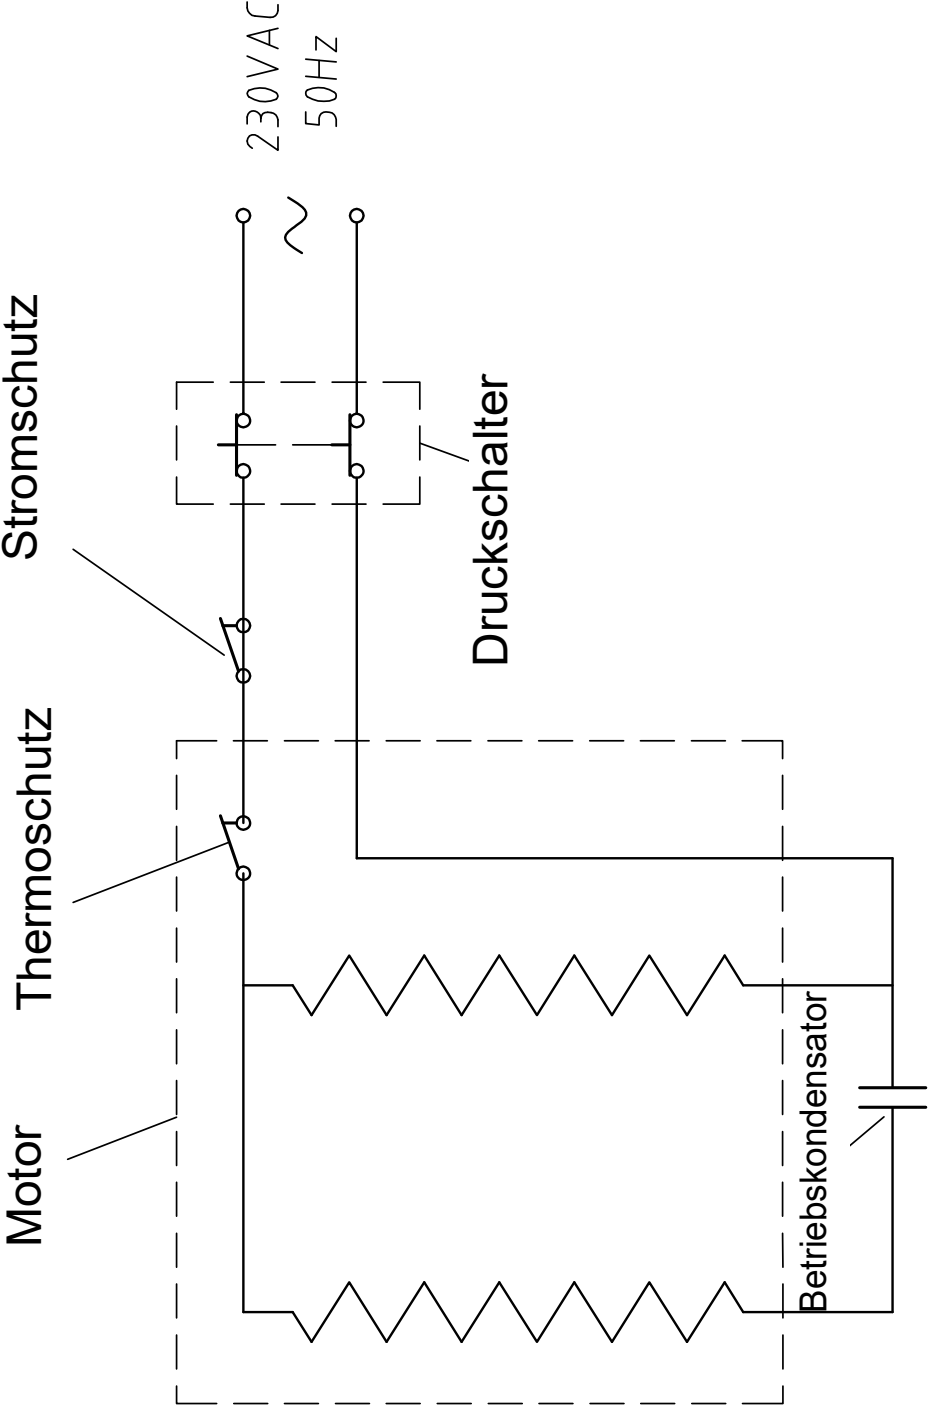 230VAC
50Hz
Stromschutz
Druckschalter
Thermoschutz
Motor
Betriebskondensator